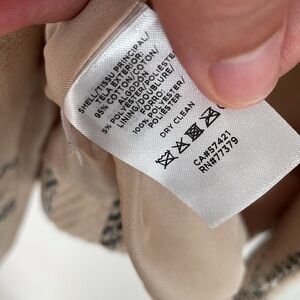 SHELL/TISSU PRINCIPAL/
TELA EXTERIOR:
95% COTTON/COTON/
ALGODÓN
5% POLYESTER/POLIÉSTER
LINING/DOUBLURE/
FORRO:
100% POLYESTER/
POLIÉSTER
DRY CLEAN
CA#57421
RN#77379